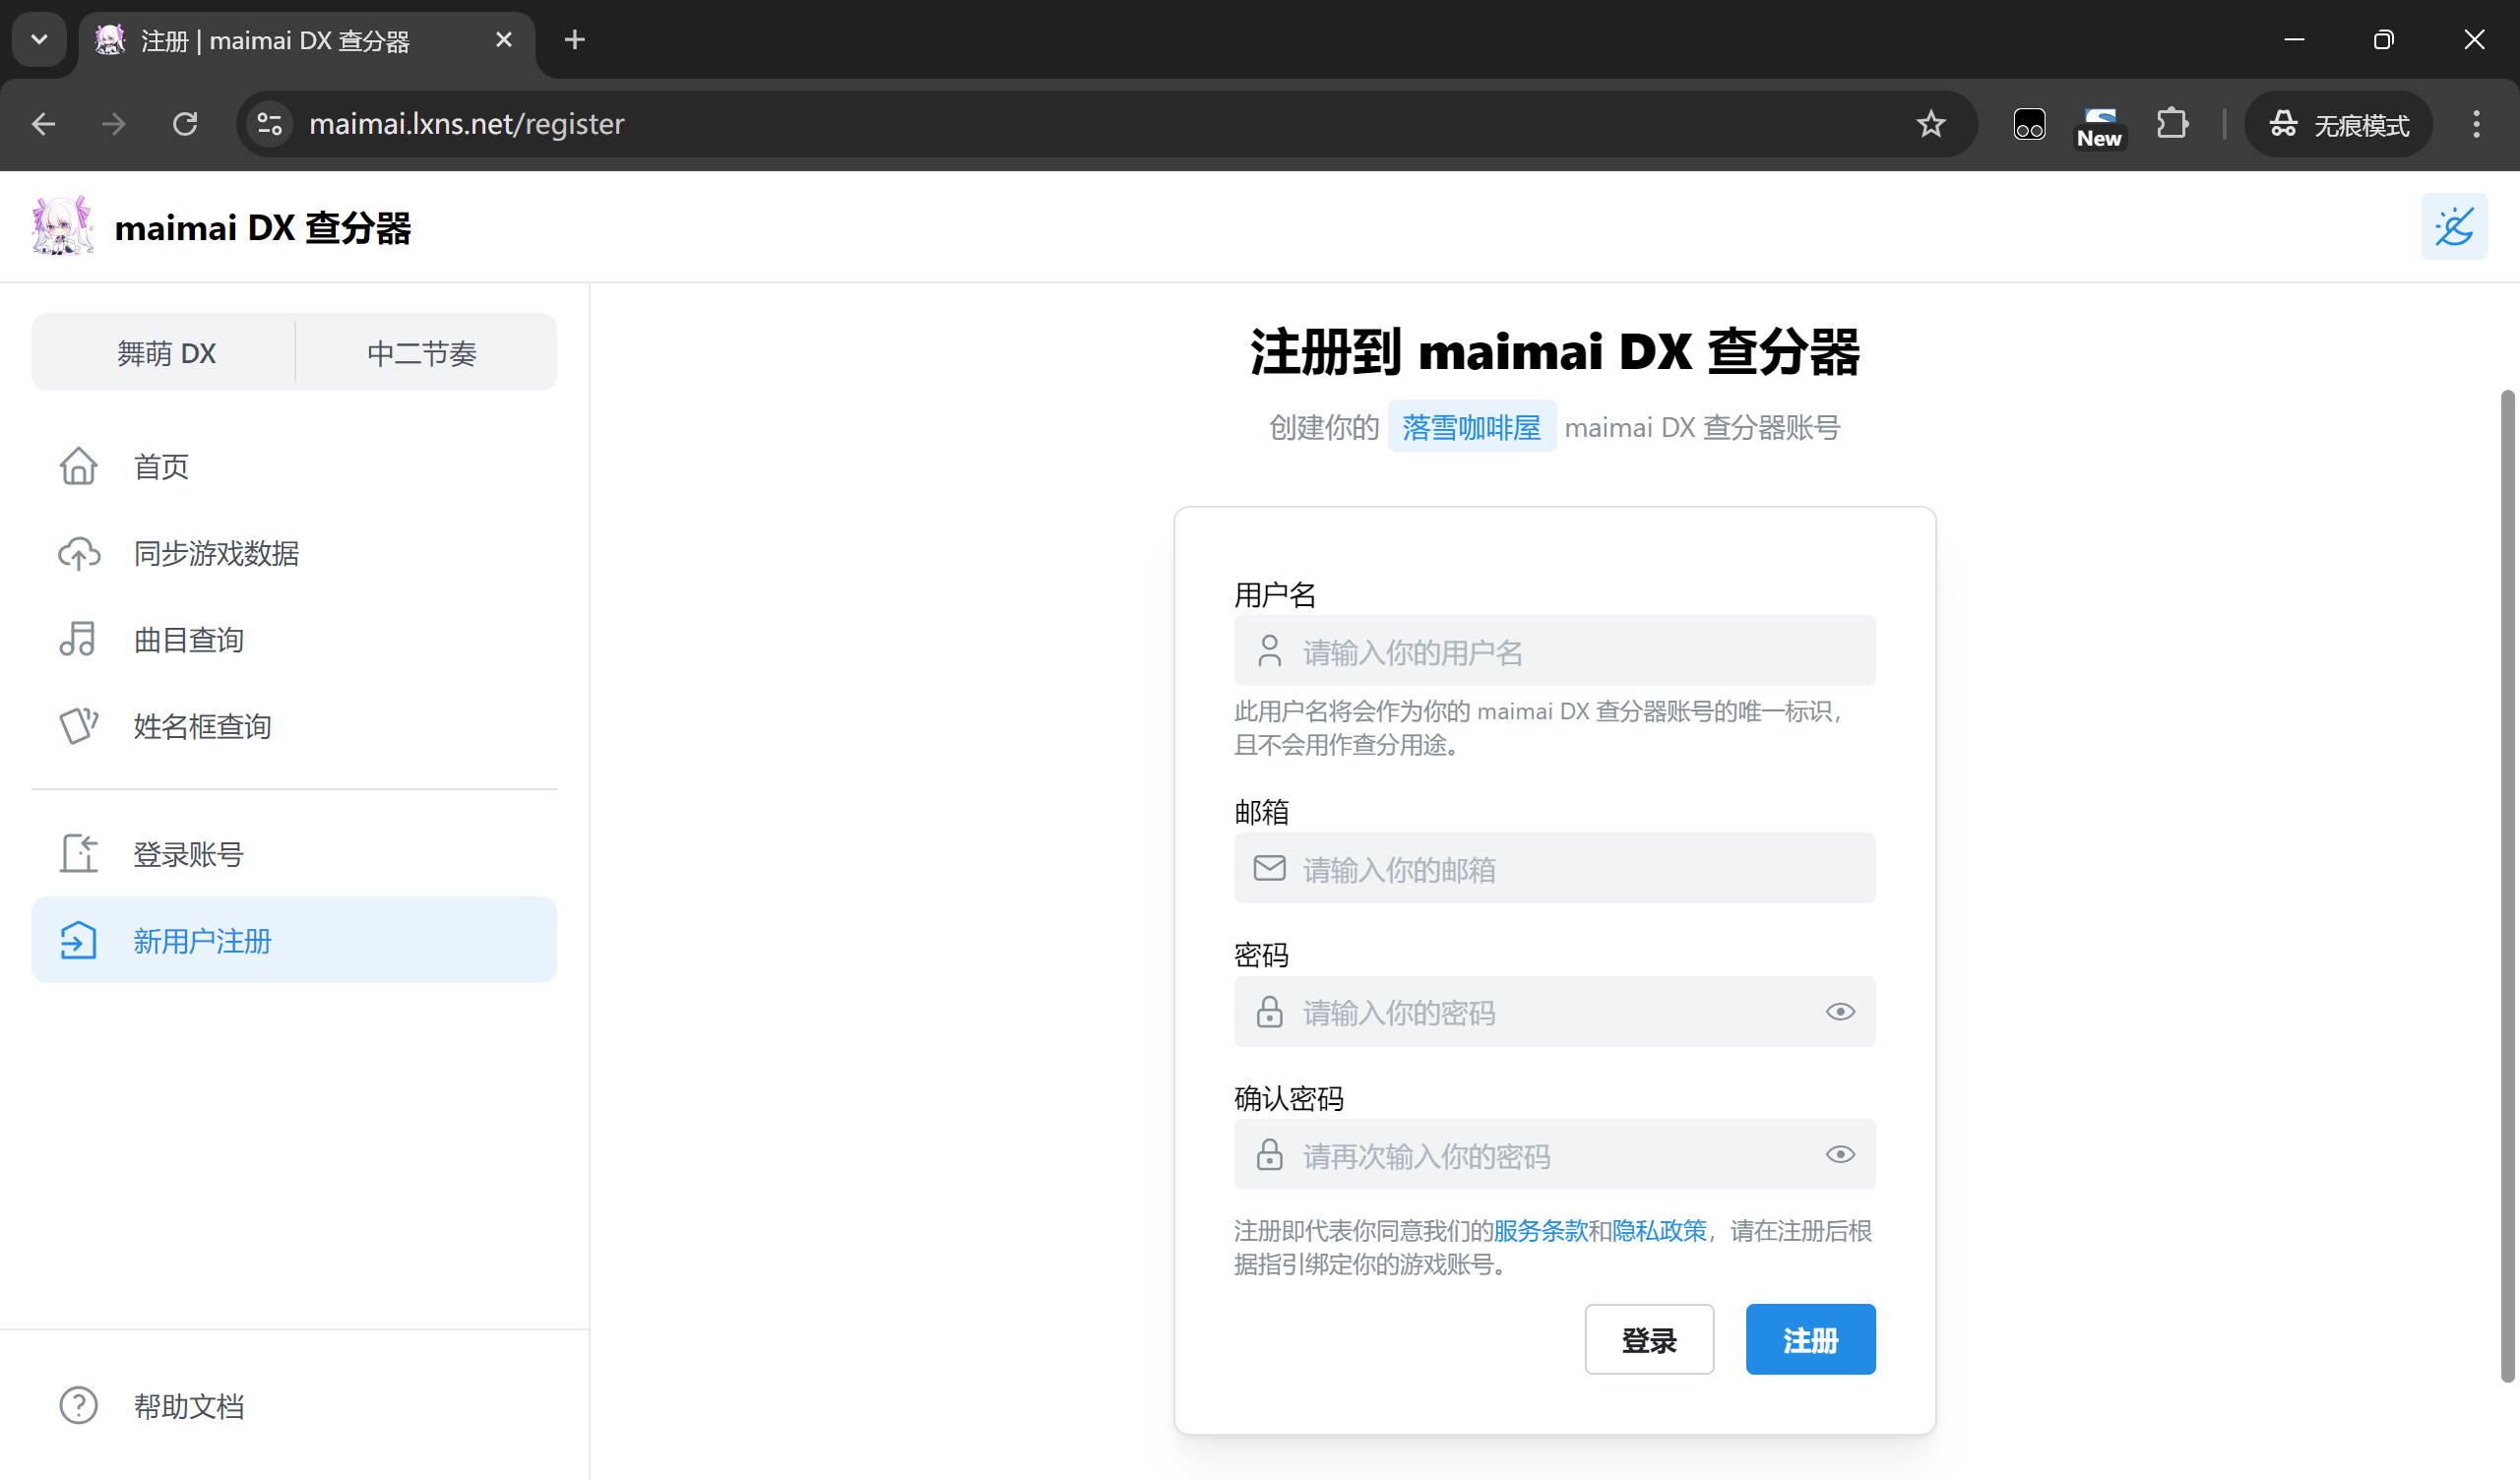 注册 | maimai DX 查分器
maimai.lxns.net/register
New
无痕模式
maimai DX 查分器
舞萌 DX
中二节奏
首页
同步游戏数据
曲目查询
姓名框查询
登录账号
新用户注册
帮助文档
注册到 maimai DX 查分器
创建你的 落雪咖啡屋 maimai DX 查分器账号
用户名
请输入你的用户名
此用户名将会作为你的 maimai DX 查分器账号的唯一标识，
且不会用作查分用途。
邮箱
请输入你的邮箱
密码
请输入你的密码
确认密码
请再次输入你的密码
注册即代表你同意我们的服务条款和隐私政策，请在注册后根
据指引绑定你的游戏账号。
登录
注册